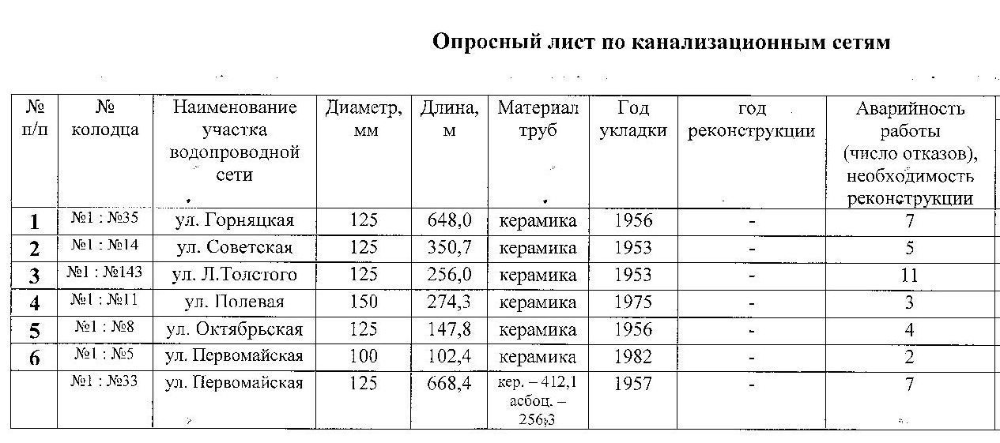 Опросный лист по канализационным сетям
№ п/п | № колодца | Наименование участка водопроводной сети | Диаметр, мм | Длина, м | Материал труб | Год укладки | год реконструкции | Аварийность работы (число отказов), необходимость реконструкции
1 | №1 : №35 | ул. Горняцкая | 125 | 648,0 | керамика | 1956 | - | 7
2 | №1 : №14 | ул. Советская | 125 | 350,7 | керамика | 1953 | - | 5
3 | №1 : №143 | ул. Л.Толстого | 125 | 256,0 | керамика | 1953 | - | 11
4 | №1 : №11 | ул. Полевая | 150 | 274,3 | керамика | 1975 | - | 3
5 | №1 : №8 | ул. Октябрьская | 125 | 147,8 | керамика | 1956 | - | 4
6 | №1 : №5 | ул. Первомайская | 100 | 102,4 | керамика | 1982 | - | 2
№1 : №33 | ул. Первомайская | 125 | 668,4 | кер. – 412,1 асбоц. – 256,3 | 1957 | - | 7